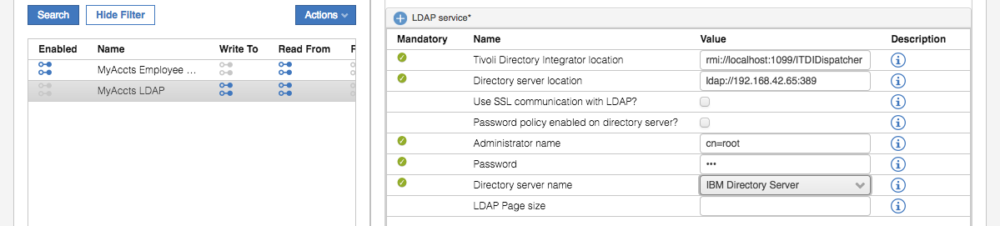 Search
Hide Filter
Actions
Enabled Name Write To Read From
MyAccts Employee ...
MyAccts LDAP
LDAP service*
Mandatory Name Value Description
Tivoli Directory Integrator location rmi://localhost:1099/ITDIDispatcher
Directory server location ldap://192.168.42.65:389
Use SSL communication with LDAP?
Password policy enabled on directory server?
Administrator name cn=root
Password •••
Directory server name IBM Directory Server
LDAP Page size